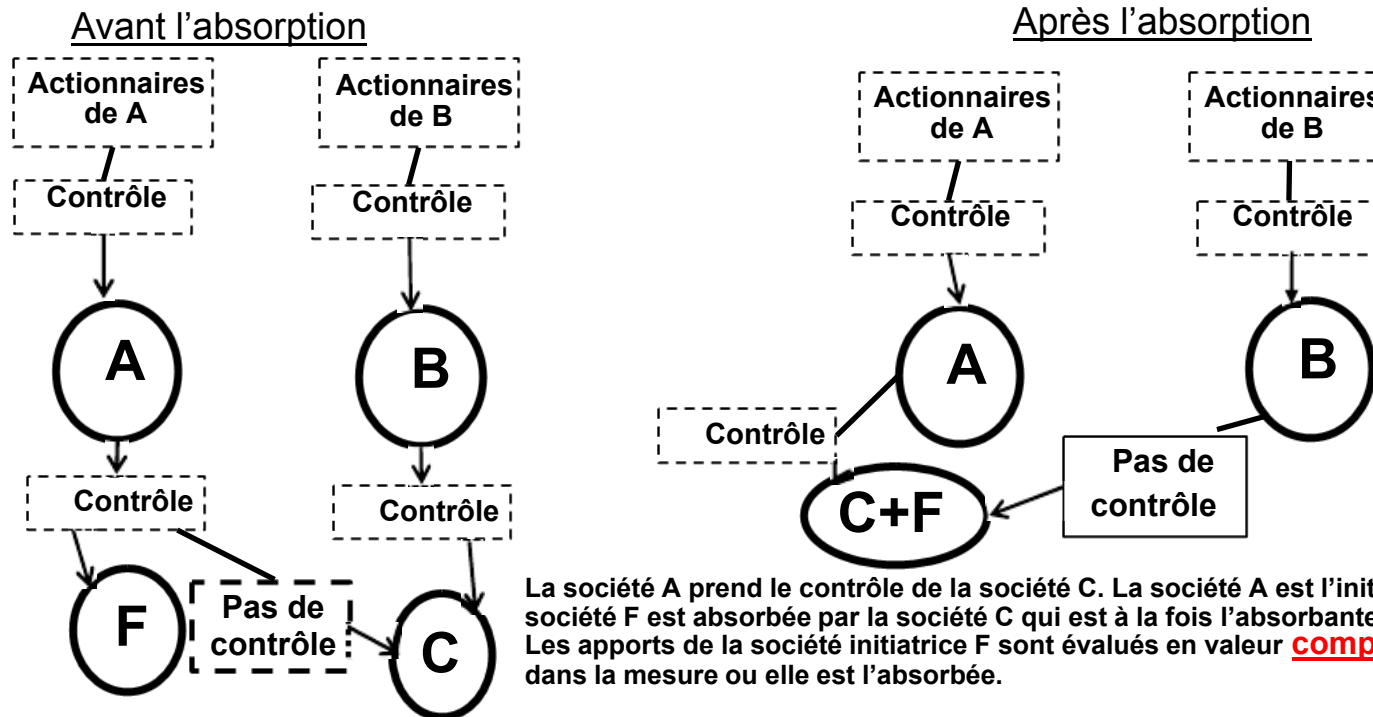 Avant l’absorption
Actionnaires
de A
Actionnaires
de B
Contrôle
Contrôle
A
B
Contrôle
Contrôle
F
Pas de
contrôle
C
Après l’absorption
Actionnaires
de A
Actionnaires
de B
Contrôle
Contrôle
A
B
Contrôle
Pas de
contrôle
C+F
La société A prend le contrôle de la société C. La société A est l’init
société F est absorbée par la société C qui est à la fois l’absorbante
Les apports de la société initiatrice F sont évalués en valeur comp
dans la mesure ou elle est l’absorbée.